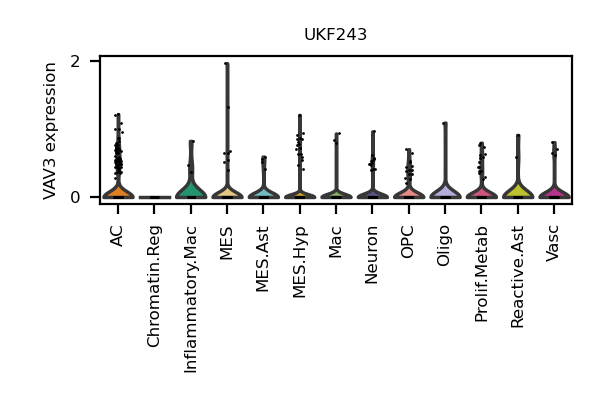 UKF243
VAV3 expression
2
0
AC
Chromatin.Reg
Inflammatory.Mac
MES
MES.Ast
MES.Hyp
Mac
Neuron
OPC
Oligo
Prolif.Metab
Reactive.Ast
Vasc